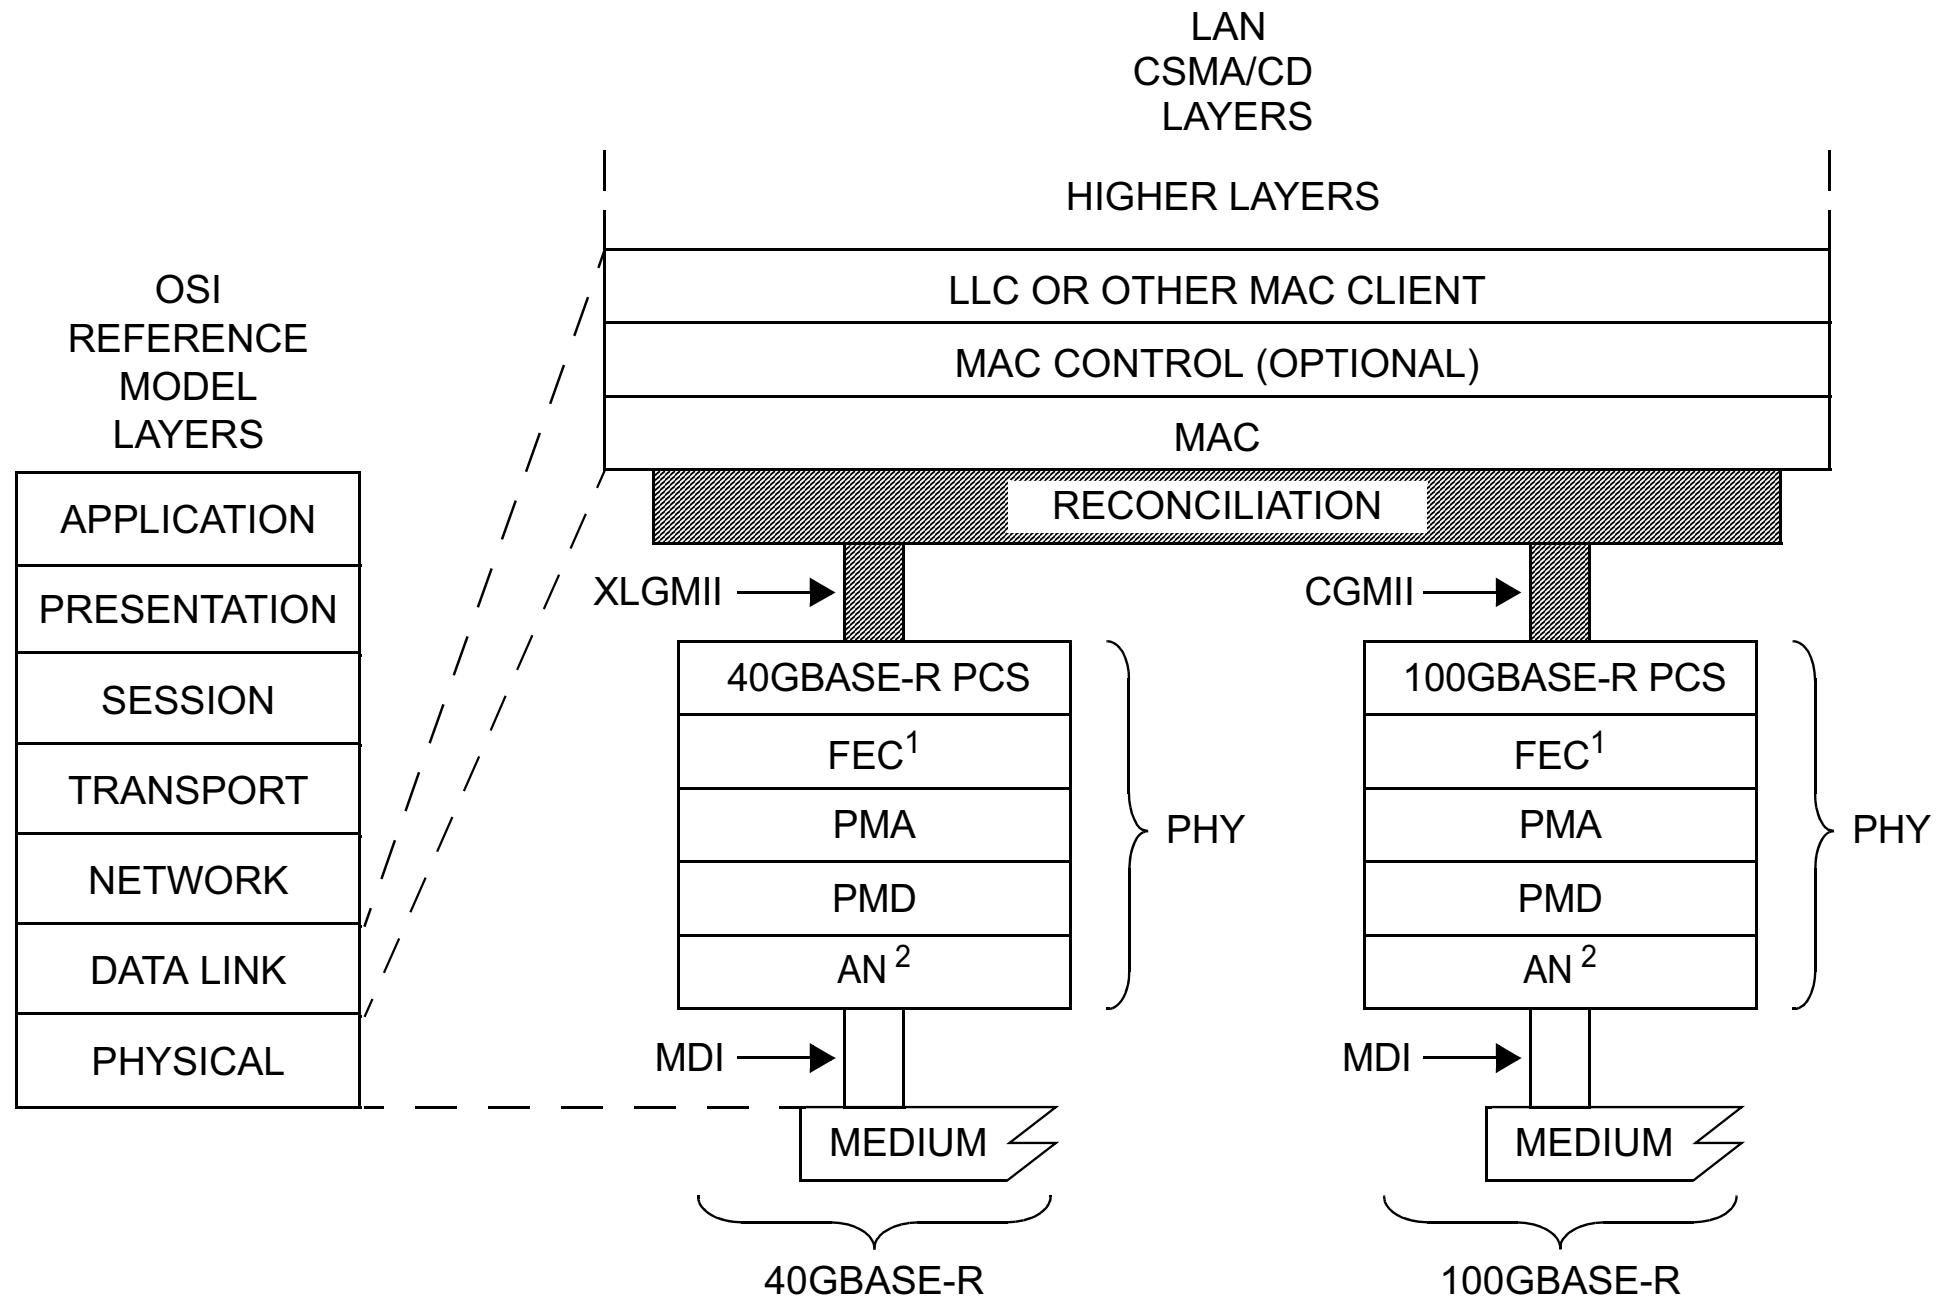 LAN
CSMA/CD
LAYERS
HIGHER LAYERS
OSI
REFERENCE
MODEL
LAYERS
LLC OR OTHER MAC CLIENT
MAC CONTROL (OPTIONAL)
MAC
RECONCILIATION
APPLICATION
PRESENTATION
SESSION
TRANSPORT
NETWORK
DATA LINK
PHYSICAL
XLGMII
40GBASE-R PCS
FEC1
PMA
PMD
AN 2
PHY
MDI
MEDIUM
40GBASE-R
CGMII
100GBASE-R PCS
FEC1
PMA
PMD
AN 2
PHY
MDI
MEDIUM
100GBASE-R